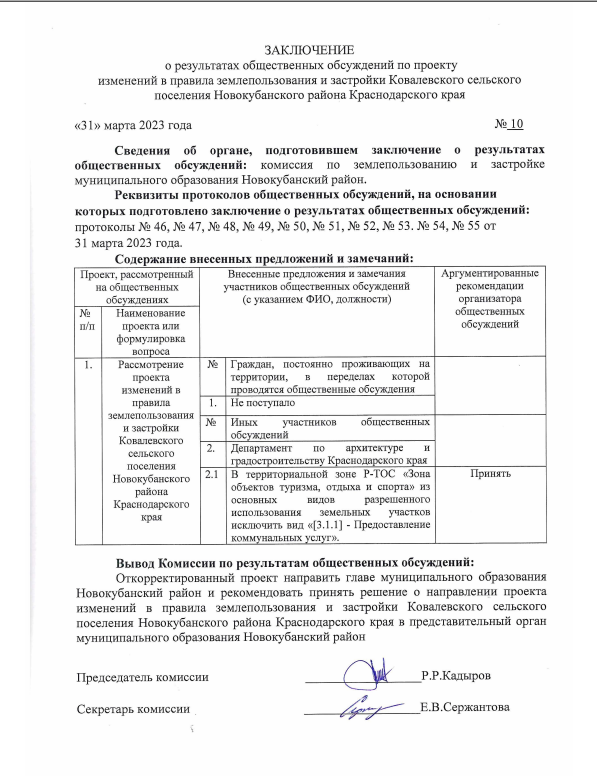 ЗАКЛЮЧЕНИЕ
о результатах общественных обсуждений по проекту
изменений в правила землепользования и застройки Ковалевского сельского
поселения Новокубанского района Краснодарского края
«31» марта 2023 года № 10
Сведения об органе, подготовившем заключение о результатах
общественных обсуждений: комиссия по землепользованию и застройке
муниципального образования Новокубанский район.
Реквизиты протоколов общественных обсуждений, на основании
которых подготовлено заключение о результатах общественных обсуждений:
протоколы № 46, № 47, № 48, № 49, № 50, № 51, № 52, № 53. № 54, № 55 от
31 марта 2023 года.
Содержание внесенных предложений и замечаний:
Проект, рассмотренный
на общественных
обсуждениях
Внесенные предложения и замечания
участников общественных обсуждений
(с указанием ФИО, должности)
Аргументированные
рекомендации
организатора
общественных
обсуждений
№
п/п
Наименование
проекта или
формулировка
вопроса
1.
Рассмотрение
проекта
изменений в
правила
землепользования
и застройки
Ковалевского
сельского
поселения
Новокубанского
района
Краснодарского
края
№ Граждан, постоянно проживающих на
территории, в пределах которой
проводятся общественные обсуждения
1. Не поступало
№ Иных участников общественных
обсуждений
2. Департамент по архитектуре и
градостроительству Краснодарского края
2.1 В территориальной зоне Р-ТОС «Зона
объектов туризма, отдыха и спорта» из
основных видов разрешенного
использования земельных участков
исключить вид «[3.1.1] - Предоставление
коммунальных услуг».
Принять
Вывод Комиссии по результатам общественных обсуждений:
Откорректированный проект направить главе муниципального образования
Новокубанский район и рекомендовать принять решение о направлении проекта
изменений в правила землепользования и застройки Ковалевского сельского
поселения Новокубанского района Краснодарского края в представительный орган
муниципального образования Новокубанский район
Председатель комиссии Р.Р.Кадыров
Секретарь комиссии Е.В.Сержантова